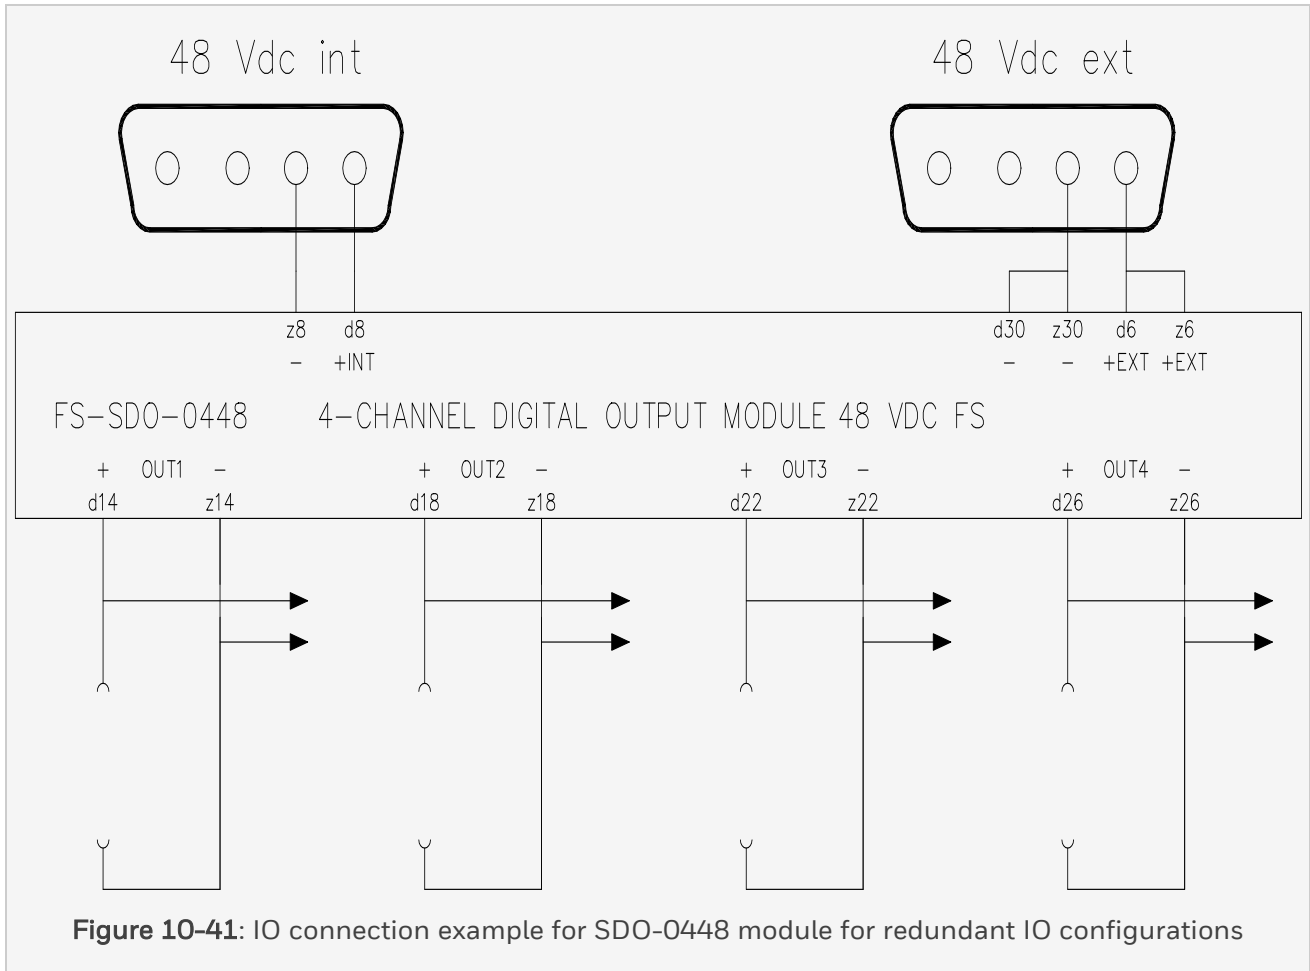 48 Vdc int 48 Vdc ext
z8 d8 d30 z30 d6 z6
- +INT - - +EXT +EXT
FS-SDO-0448 4-CHANNEL DIGITAL OUTPUT MODULE 48 VDC FS
+ OUT1 - + OUT2 - + OUT3 - + OUT4 -
d14 z14 d18 z18 d22 z22 d26 z26
Figure 10-41: IO connection example for SDO-0448 module for redundant IO configurations